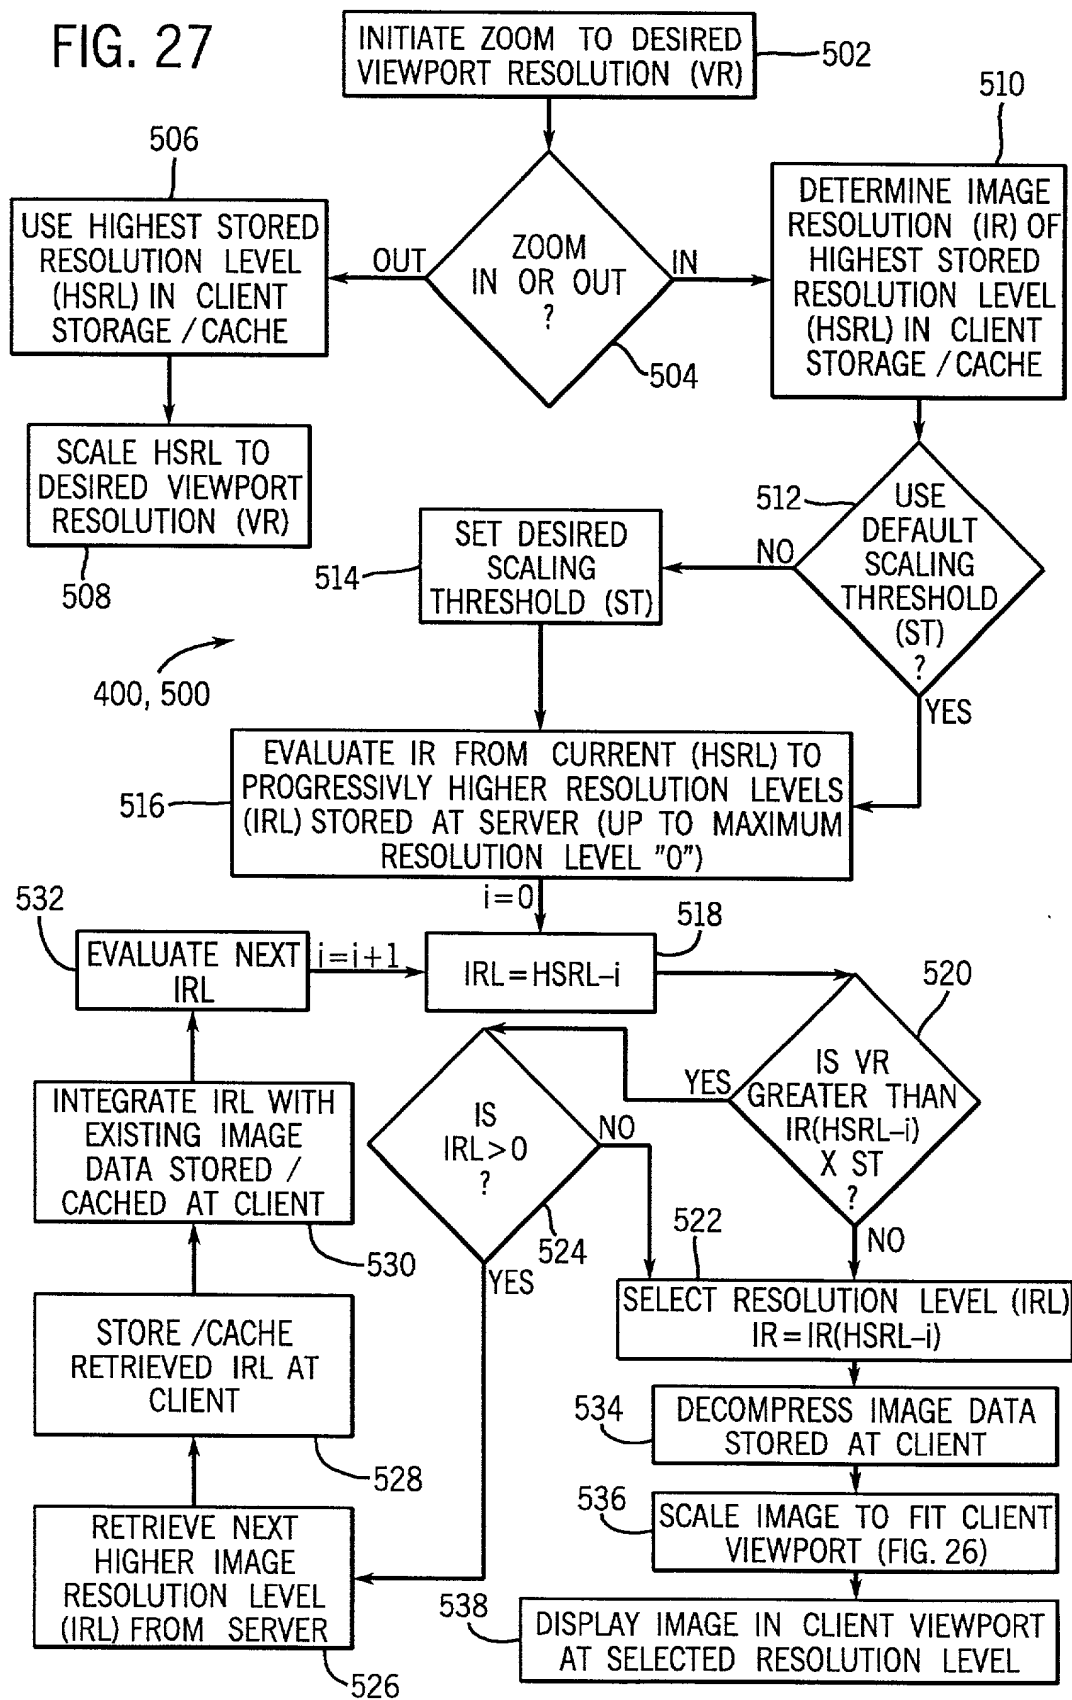 FIG. 27
INITIATE ZOOM TO DESIRED
VIEWPORT RESOLUTION (VR)
502
510
506
USE HIGHEST STORED
RESOLUTION LEVEL
(HSRL) IN CLIENT
STORAGE / CACHE
OUT
ZOOM
IN OR OUT
?
IN
504
DETERMINE IMAGE
RESOLUTION (IR) OF
HIGHEST STORED
RESOLUTION LEVEL
(HSRL) IN CLIENT
STORAGE / CACHE
SCALE HSRL TO
DESIRED VIEWPORT
RESOLUTION (VR)
508
512
USE
DEFAULT
SCALING
THRESHOLD
(ST)
?
NO
YES
514
SET DESIRED
SCALING
THRESHOLD (ST)
400, 500
516
EVALUATE IR FROM CURRENT (HSRL) TO
PROGRESSIVLY HIGHER RESOLUTION LEVELS
(IRL) STORED AT SERVER (UP TO MAXIMUM
RESOLUTION LEVEL "0")
i=0
518
532
EVALUATE NEXT
IRL
i=i+1
IRL=HSRL–i
520
IS VR
GREATER THAN
IR(HSRL–i)
X ST
?
YES
NO
IS
IRL>0
?
NO
524
YES
522
INTEGRATE IRL WITH
EXISTING IMAGE
DATA STORED /
CACHED AT CLIENT
530
SELECT RESOLUTION LEVEL (IRL)
IR=IR(HSRL–i)
STORE /CACHE
RETRIEVED IRL AT
CLIENT
528
534
DECOMPRESS IMAGE DATA
STORED AT CLIENT
536
SCALE IMAGE TO FIT CLIENT
VIEWPORT (FIG. 26)
RETRIEVE NEXT
HIGHER IMAGE
RESOLUTION LEVEL
(IRL) FROM SERVER
526
538
DISPLAY IMAGE IN CLIENT VIEWPORT
AT SELECTED RESOLUTION LEVEL